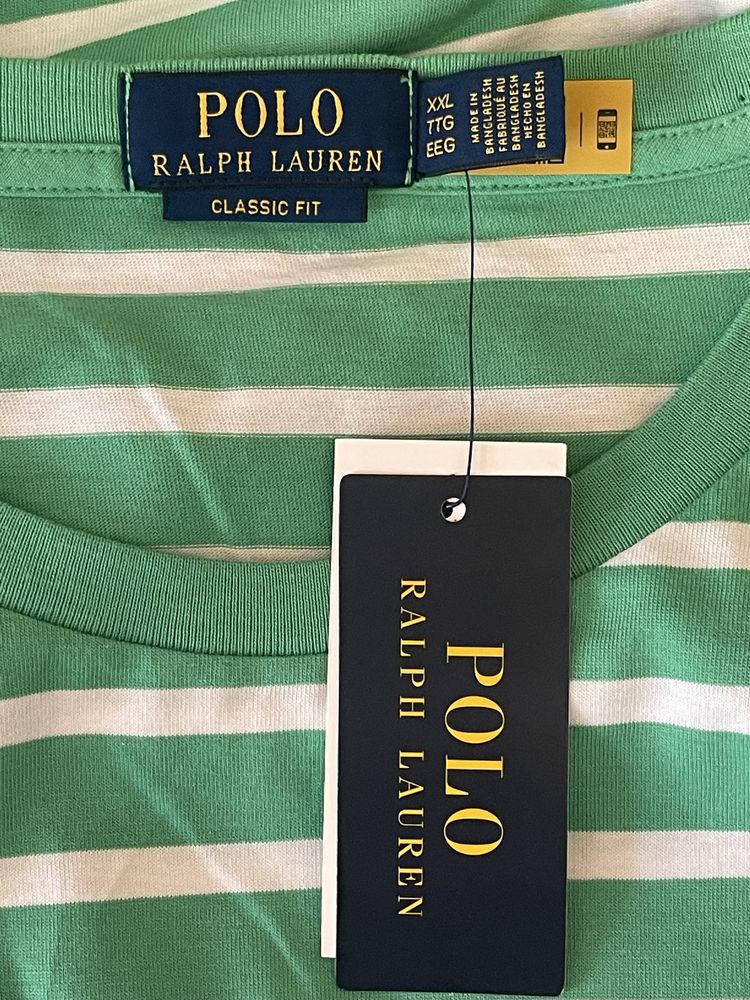 POLO
RALPH LAUREN
CLASSIC FIT
XXL
TTG
EEG
MADE IN
BANGLADESH
FABRIQUÉ AU
BANGLADESH
HECHO EN
BANGLADESH
POLO
RALPH LAUREN